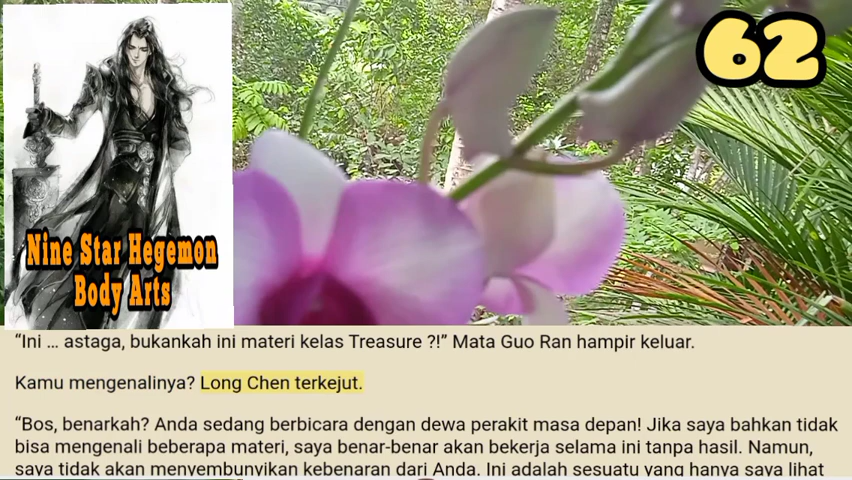 62
Nine Star Hegemon
Body Arts
“Ini ... astaga, bukankah ini materi kelas Treasure ?!” Mata Guo Ran hampir keluar.
Kamu mengenalinya? Long Chen terkejut.
“Bos, benarkah? Anda sedang berbicara dengan dewa perakit masa depan! Jika saya bahkan tidak
bisa mengenali beberapa materi, saya benar-benar akan bekerja selama ini tanpa hasil. Namun,
saya tidak akan menyembunyikan kebenaran dari Anda. Ini adalah sesuatu yang hanya saya lihat